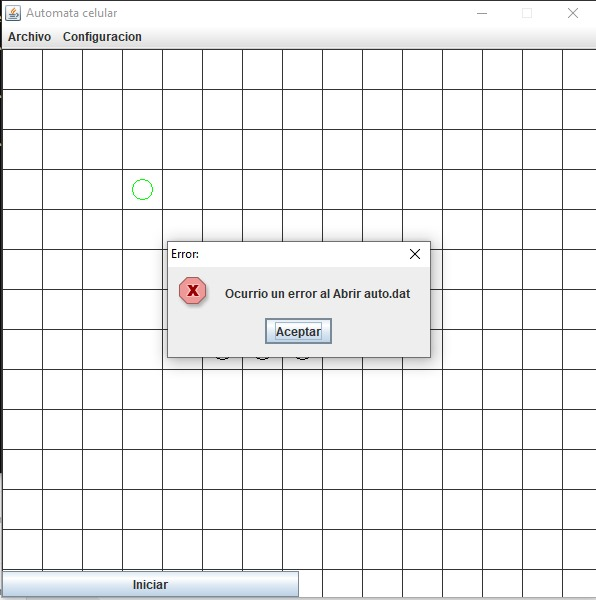 Automata celular
Archivo Configuracion
Error:
X
Ocurrio un error al Abrir auto.dat
Aceptar
Iniciar